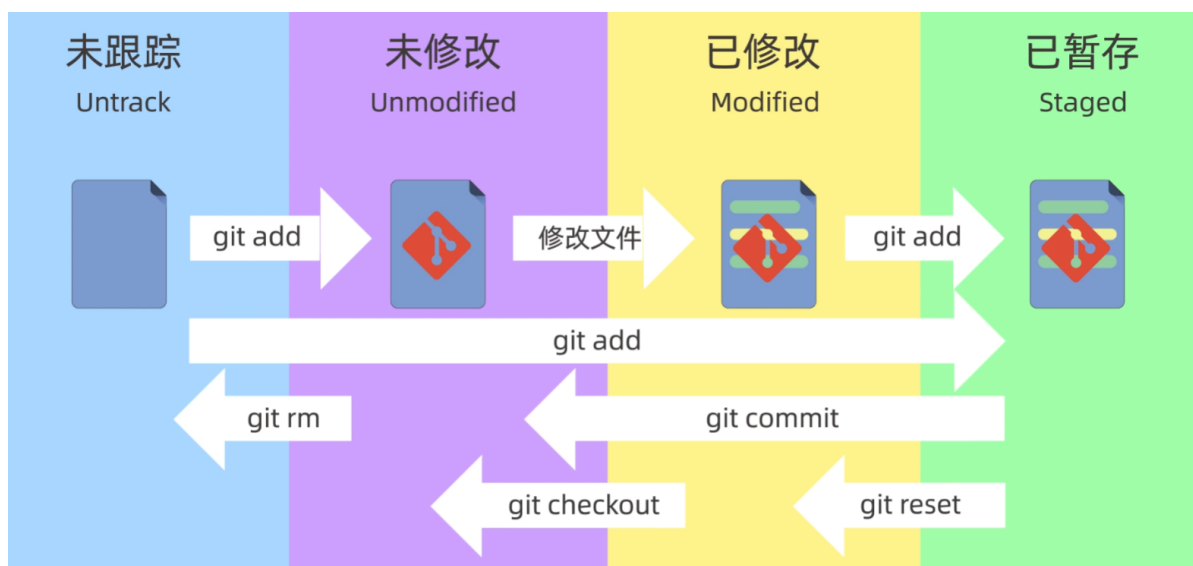 未跟踪
未修改
已修改
已暂存
Untrack
Unmodified
Modified
Staged
git add
修改文件
git add
git add
git rm
git commit
git checkout
git reset